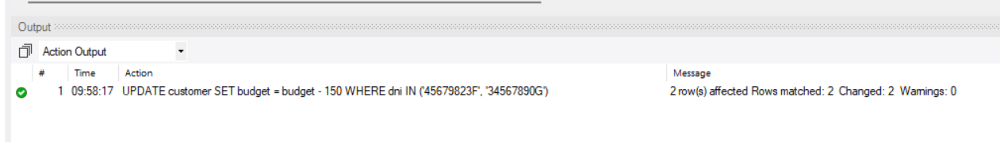 Output
Action Output
# Time Action Message
1 09:58:17 UPDATE customer SET budget = budget - 150 WHERE dni IN ('45679823F', '34567890G') 2 row(s) affected Rows matched: 2 Changed: 2 Warnings: 0